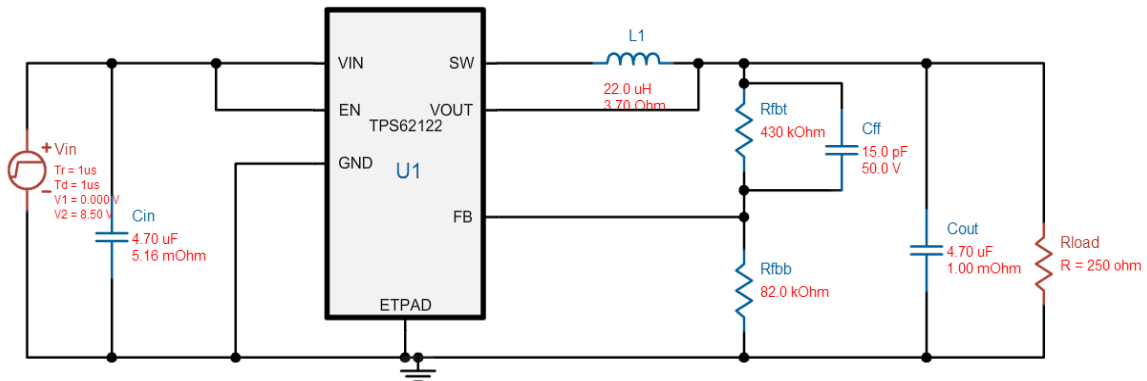 Vin
Tr = 1us
Td = 1us
V1 = 0.000 V
V2 = 8.50 V
Cin
4.70 uF
5.16 mOhm
VIN
EN
GND
SW
VOUT
TPS62122
U1
FB
ETPAD
L1
22.0 uH
3.70 Ohm
Rfbt
430 kOhm
Cff
15.0 pF
50.0 V
Rfbb
82.0 kOhm
Cout
4.70 uF
1.00 mOhm
Rload
R = 250 ohm